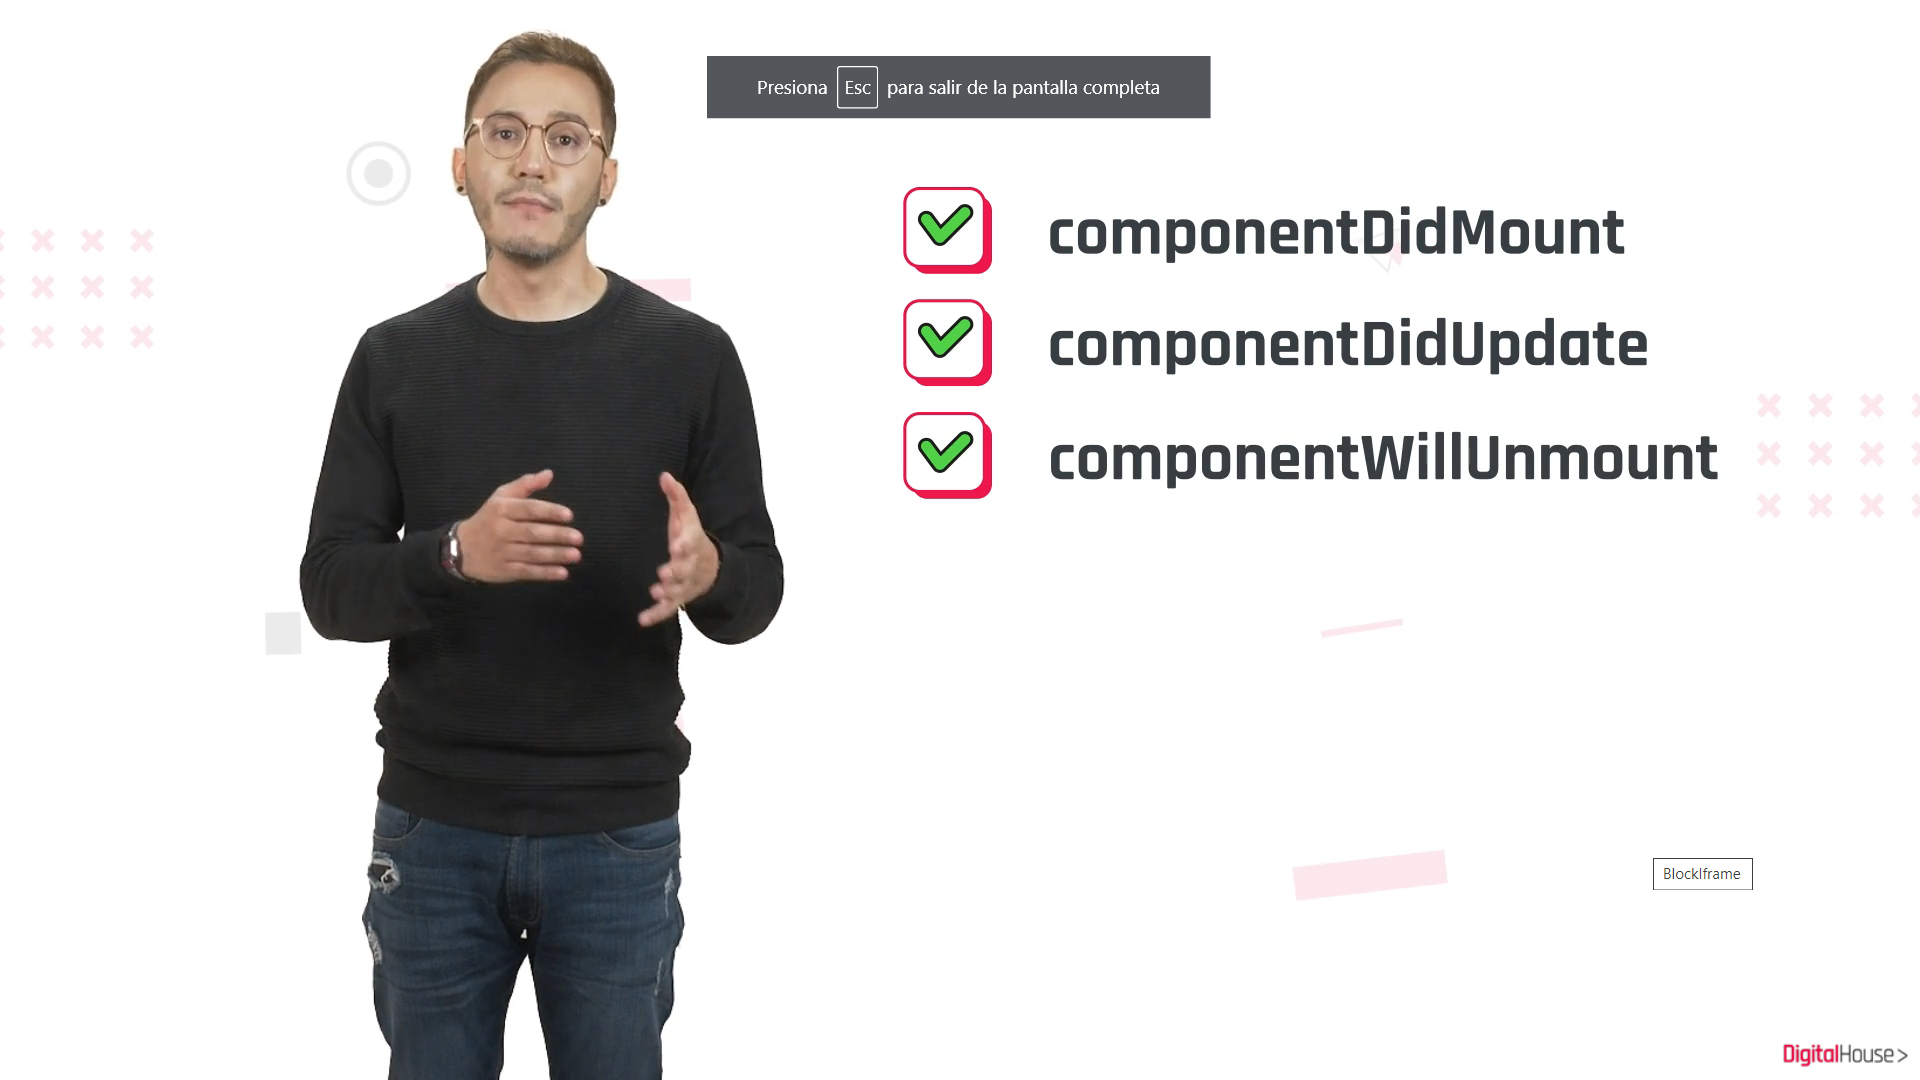 Presiona Esc para salir de la pantalla completa
componentDidMount
componentDidUpdate
componentWillUnmount
BlockIframe
DigitalHouse>